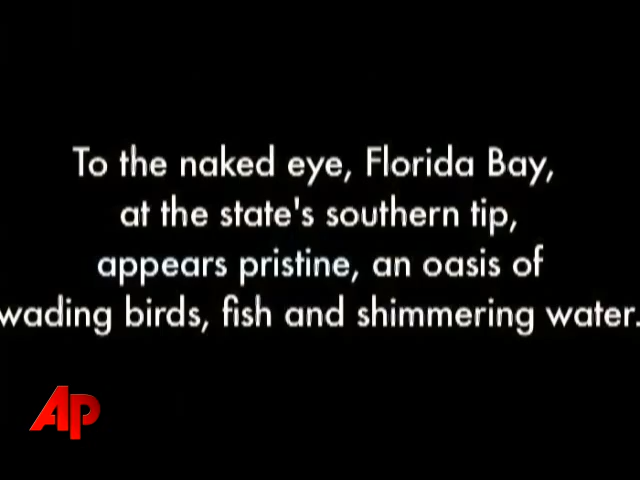 To the naked eye, Florida Bay,
at the state's southern tip,
appears pristine, an oasis of
wading birds, fish and shimmering water.
AP